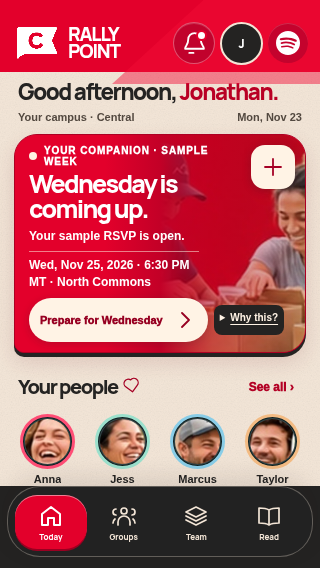 C
RALLY
POINT
J
Good afternoon, Jonathan.
Your campus · Central
Mon, Nov 23
YOUR COMPANION · SAMPLE
WEEK
Wednesday is
coming up.
Your sample RSVP is open.
Wed, Nov 25, 2026 · 6:30 PM
MT · North Commons
Prepare for Wednesday
▸ Why this?
Your people
See all ›
Anna
Jess
Marcus
Taylor
Today
Groups
Team
Read